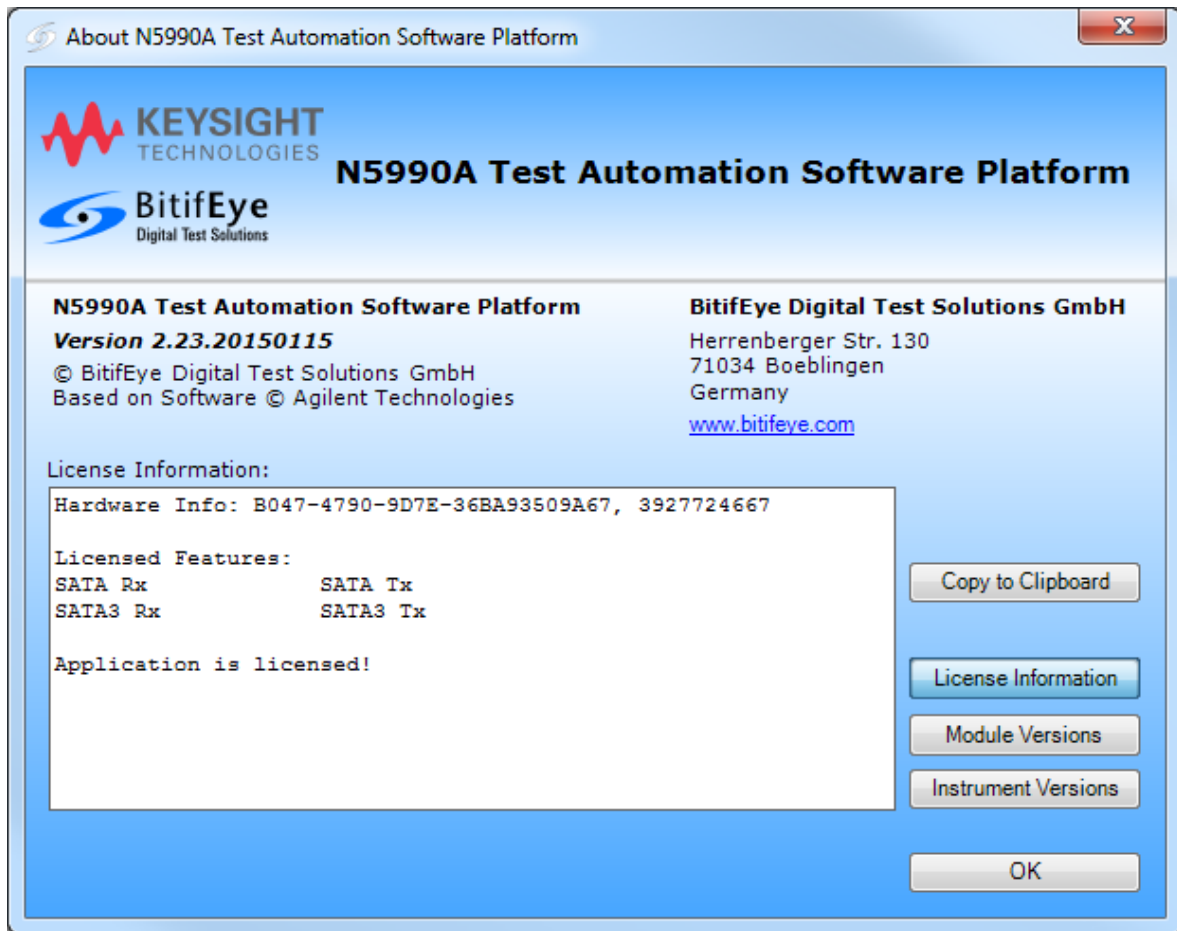 About N5990A Test Automation Software Platform
KEYSIGHT
TECHNOLOGIES
BitifEye
Digital Test Solutions
N5990A Test Automation Software Platform
N5990A Test Automation Software Platform
Version 2.23.20150115
© BitifEye Digital Test Solutions GmbH
Based on Software © Agilent Technologies
BitifEye Digital Test Solutions GmbH
Herrenberger Str. 130
71034 Boeblingen
Germany
www.bitifeye.com
License Information:
Hardware Info: B047-4790-9D7E-36BA93509A67, 3927724667
Licensed Features:
SATA Rx SATA Tx
SATA3 Rx SATA3 Tx
Application is licensed!
Copy to Clipboard
License Information
Module Versions
Instrument Versions
OK